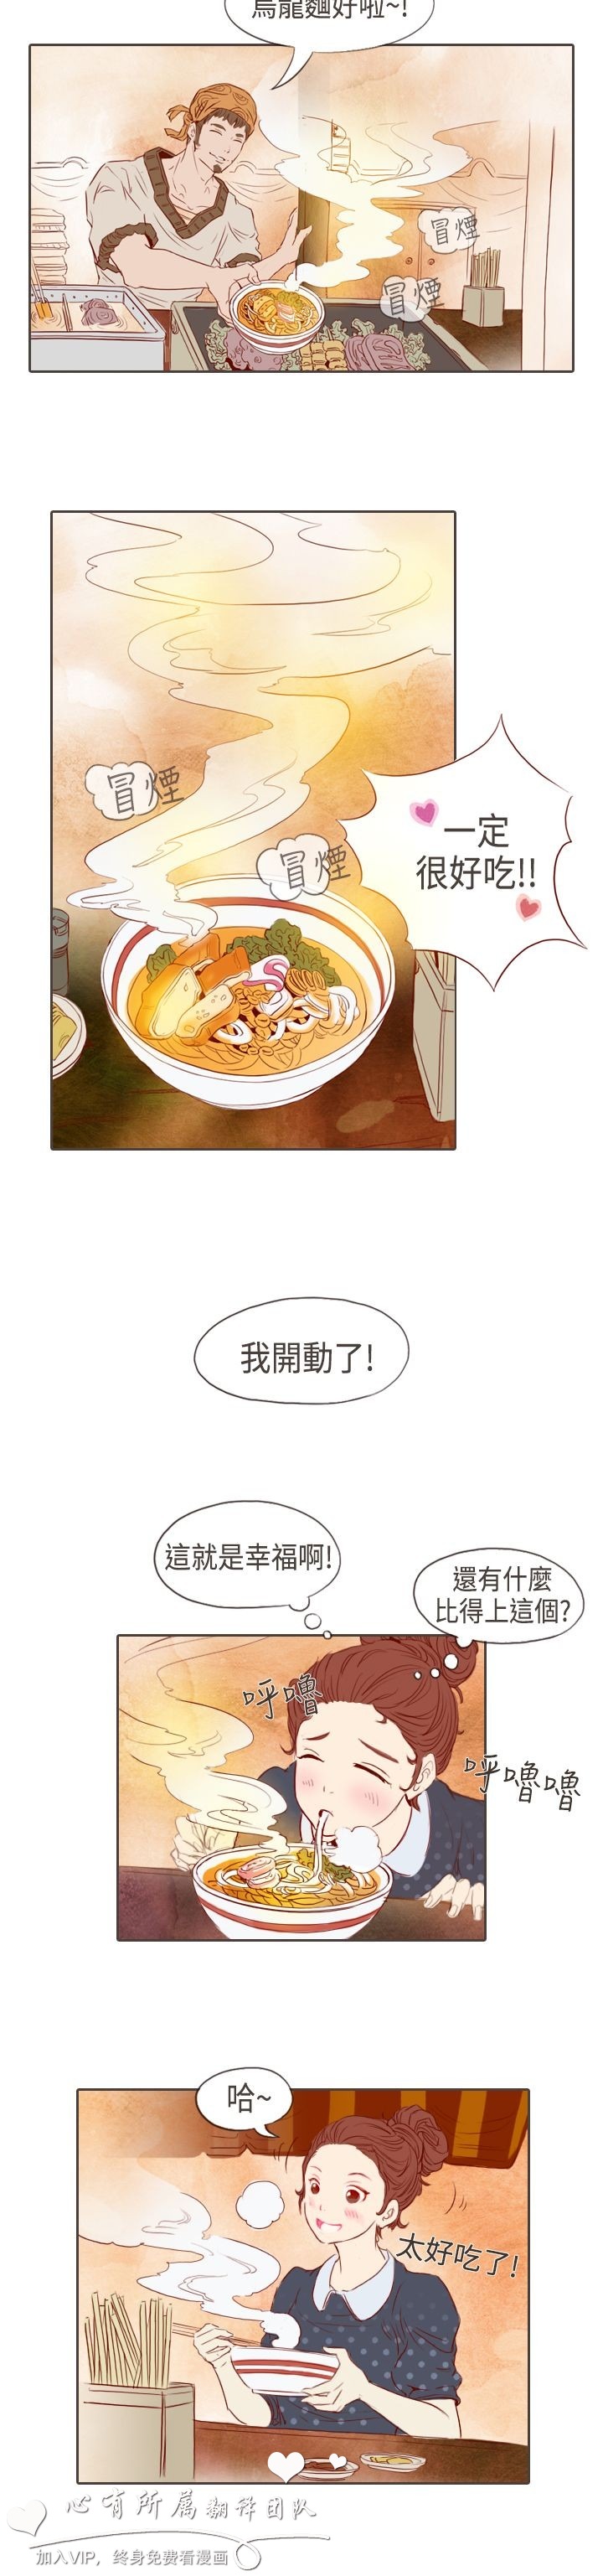 烏龍麵好啦~!
冒煙
冒煙
冒煙
冒煙
一定
很好吃!!
我開動了!
這就是幸福啊!
還有什麼
比得上這個?
呼嚕
呼嚕嚕
哈~
太好吃了!
心有所属翻译团队
加入VIP，终身免费看漫画